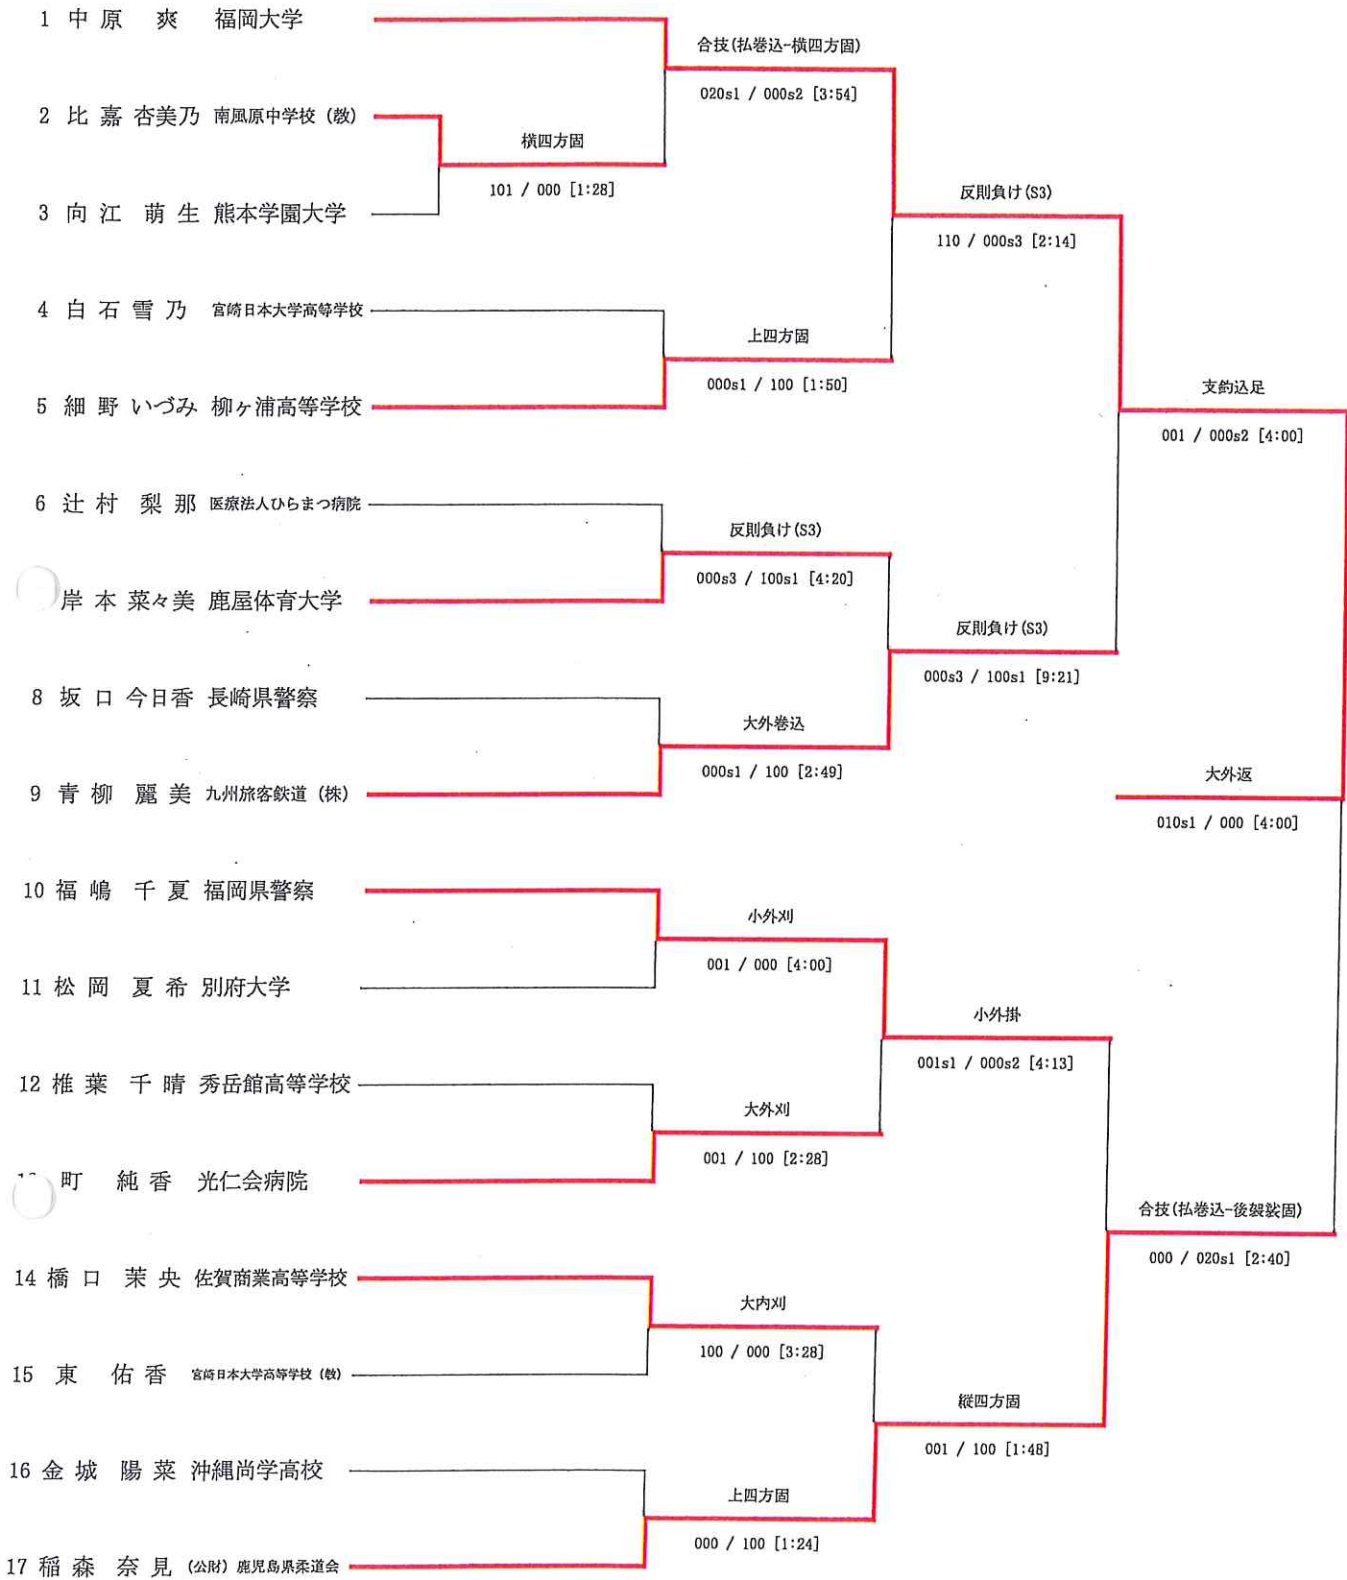 1 中原 爽 福岡大学
合技(払巻込-横四方固)
020s1 / 000s2 [3:54]
2 比嘉 杏美乃 南風原中学校 (教)
横四方固
101 / 000 [1:28]
3 向江 萌生 熊本学園大学
反則負け(S3)
110 / 000s3 [2:14]
4 白石 雪乃 宮崎日本大学高等学校
上四方固
000s1 / 100 [1:50]
5 細野 いづみ 柳ヶ浦高等学校
支釣込足
001 / 000s2 [4:00]
6 辻村 梨那 医療法人ひらまつ病院
反則負け(S3)
000s3 / 100s1 [4:20]
岸本 菜々美 鹿屋体育大学
反則負け(S3)
000s3 / 100s1 [9:21]
8 坂口 今日香 長崎県警察
大外巻込
000s1 / 100 [2:49]
9 青柳 麗美 九州旅客鉄道 (株)
大外返
010s1 / 000 [4:00]
10 福嶋 千夏 福岡県警察
小外刈
001 / 000 [4:00]
11 松岡 夏希 別府大学
小外掛
001s1 / 000s2 [4:13]
12 椎葉 千晴 秀岳館高等学校
大外刈
001 / 100 [2:28]
町 純香 光仁会病院
合技(払巻込-後袈裟固)
000 / 020s1 [2:40]
14 橋口 茉央 佐賀商業高等学校
大内刈
100 / 000 [3:28]
15 東 佑香 宮崎日本大学高等学校 (教)
縦四方固
001 / 100 [1:48]
16 金城 陽菜 沖縄尚学高校
上四方固
000 / 100 [1:24]
17 稲森 奈見 (公財) 鹿児島県柔道会